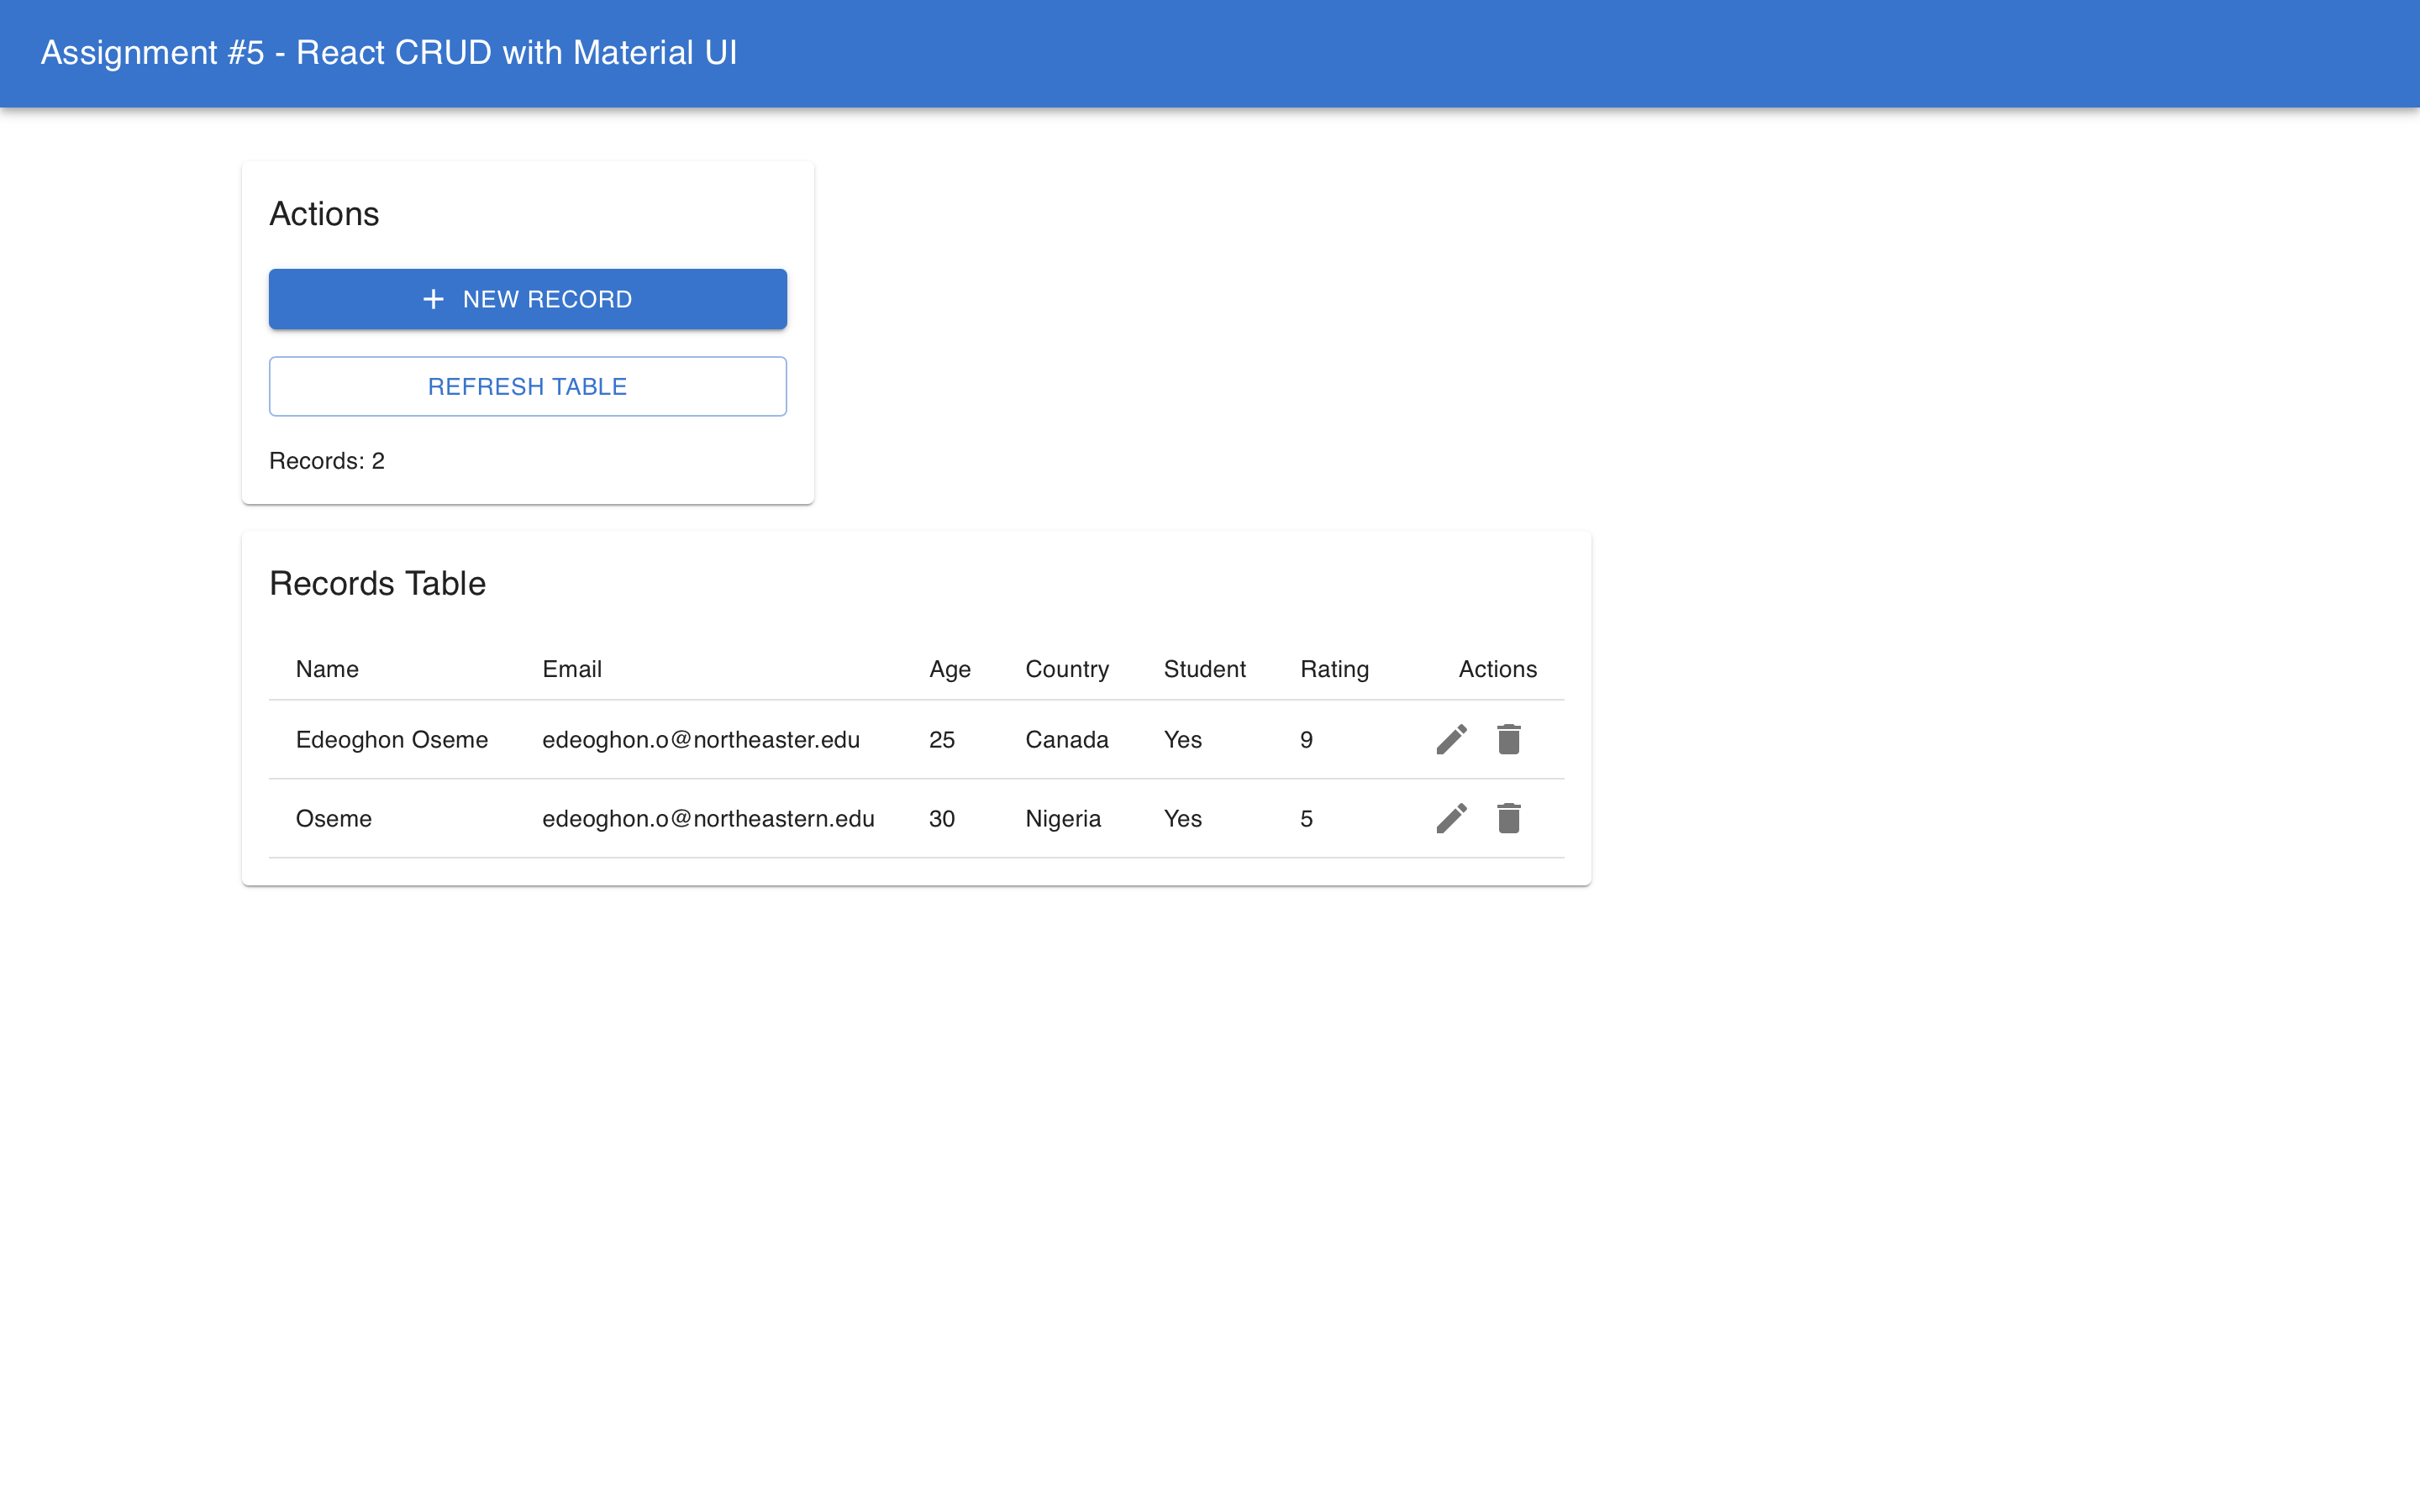 Assignment #5 - React CRUD with Material UI
Actions
NEW RECORD
REFRESH TABLE
Records: 2
Records Table
Name Email Age Country Student Rating Actions
Edeoghon Oseme edeoghon.o@northeaster.edu 25 Canada Yes 9
Oseme edeoghon.o@northeastern.edu 30 Nigeria Yes 5